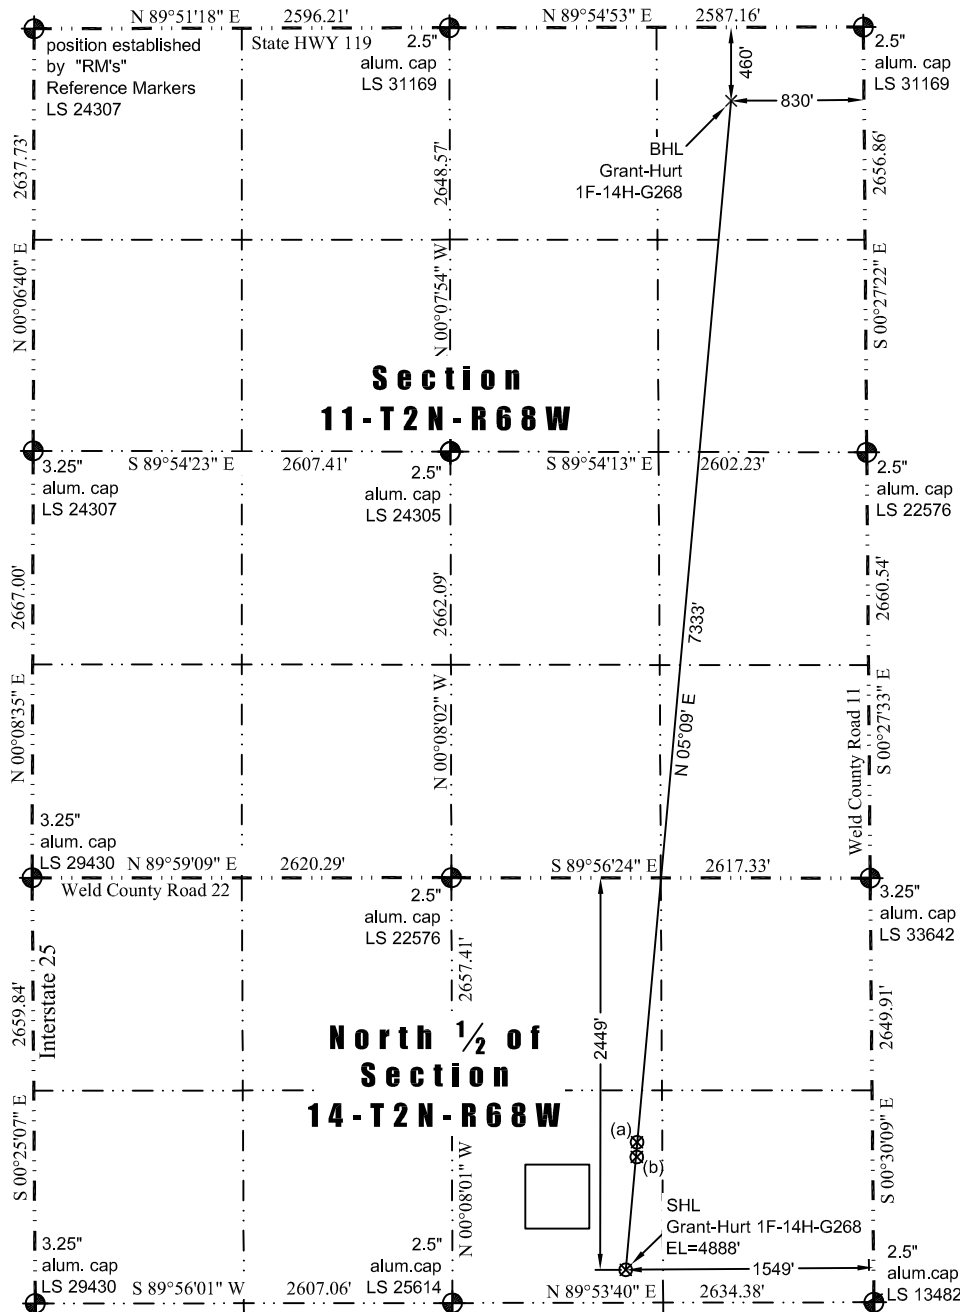 N 89°51'18" E 2596.21' N 89°54'53" E 2587.16'
State HWY 119
position established
by "RM's"
Reference Markers
LS 24307
2.5"
alum. cap
LS 31169
460'
830'
2.5"
alum. cap
LS 31169
BHL
Grant-Hurt
1F-14H-G268
2637.73'
N 00°06'40" E
2648.57'
N 00°07'54" W
2656.86'
S 00°27'22" E
Section
11-T2N-R68W
S 89°54'23" E 2607.41' S 89°54'13" E 2602.23'
3.25"
alum. cap
LS 24307
2.5"
alum. cap
LS 24305
2.5"
alum. cap
LS 22576
2667.00'
N 00°08'35" E
2662.09'
N 00°08'02" W
7333'
N 05°09' E
2660.54'
S 00°27'33" E
Weld County Road 11
3.25"
alum. cap
LS 29430
N 89°59'09" E 2620.29' S 89°56'24" E 2617.33'
Weld County Road 22
2.5"
alum. cap
LS 22576
3.25"
alum. cap
LS 33642
2659.84'
Interstate 25
S 00°25'07" E
2657.41'
N 00°08'01" W
2449'
2649.91'
S 00°30'09" E
North ½ of
Section
14-T2N-R68W
(a)
(b)
SHL
Grant-Hurt 1F-14H-G268
EL=4888'
1549'
3.25"
alum. cap
LS 29430
2.5"
alum.cap
LS 25614
2.5"
alum.cap
LS 13482
S 89°56'01" W 2607.06' N 89°53'40" E 2634.38'